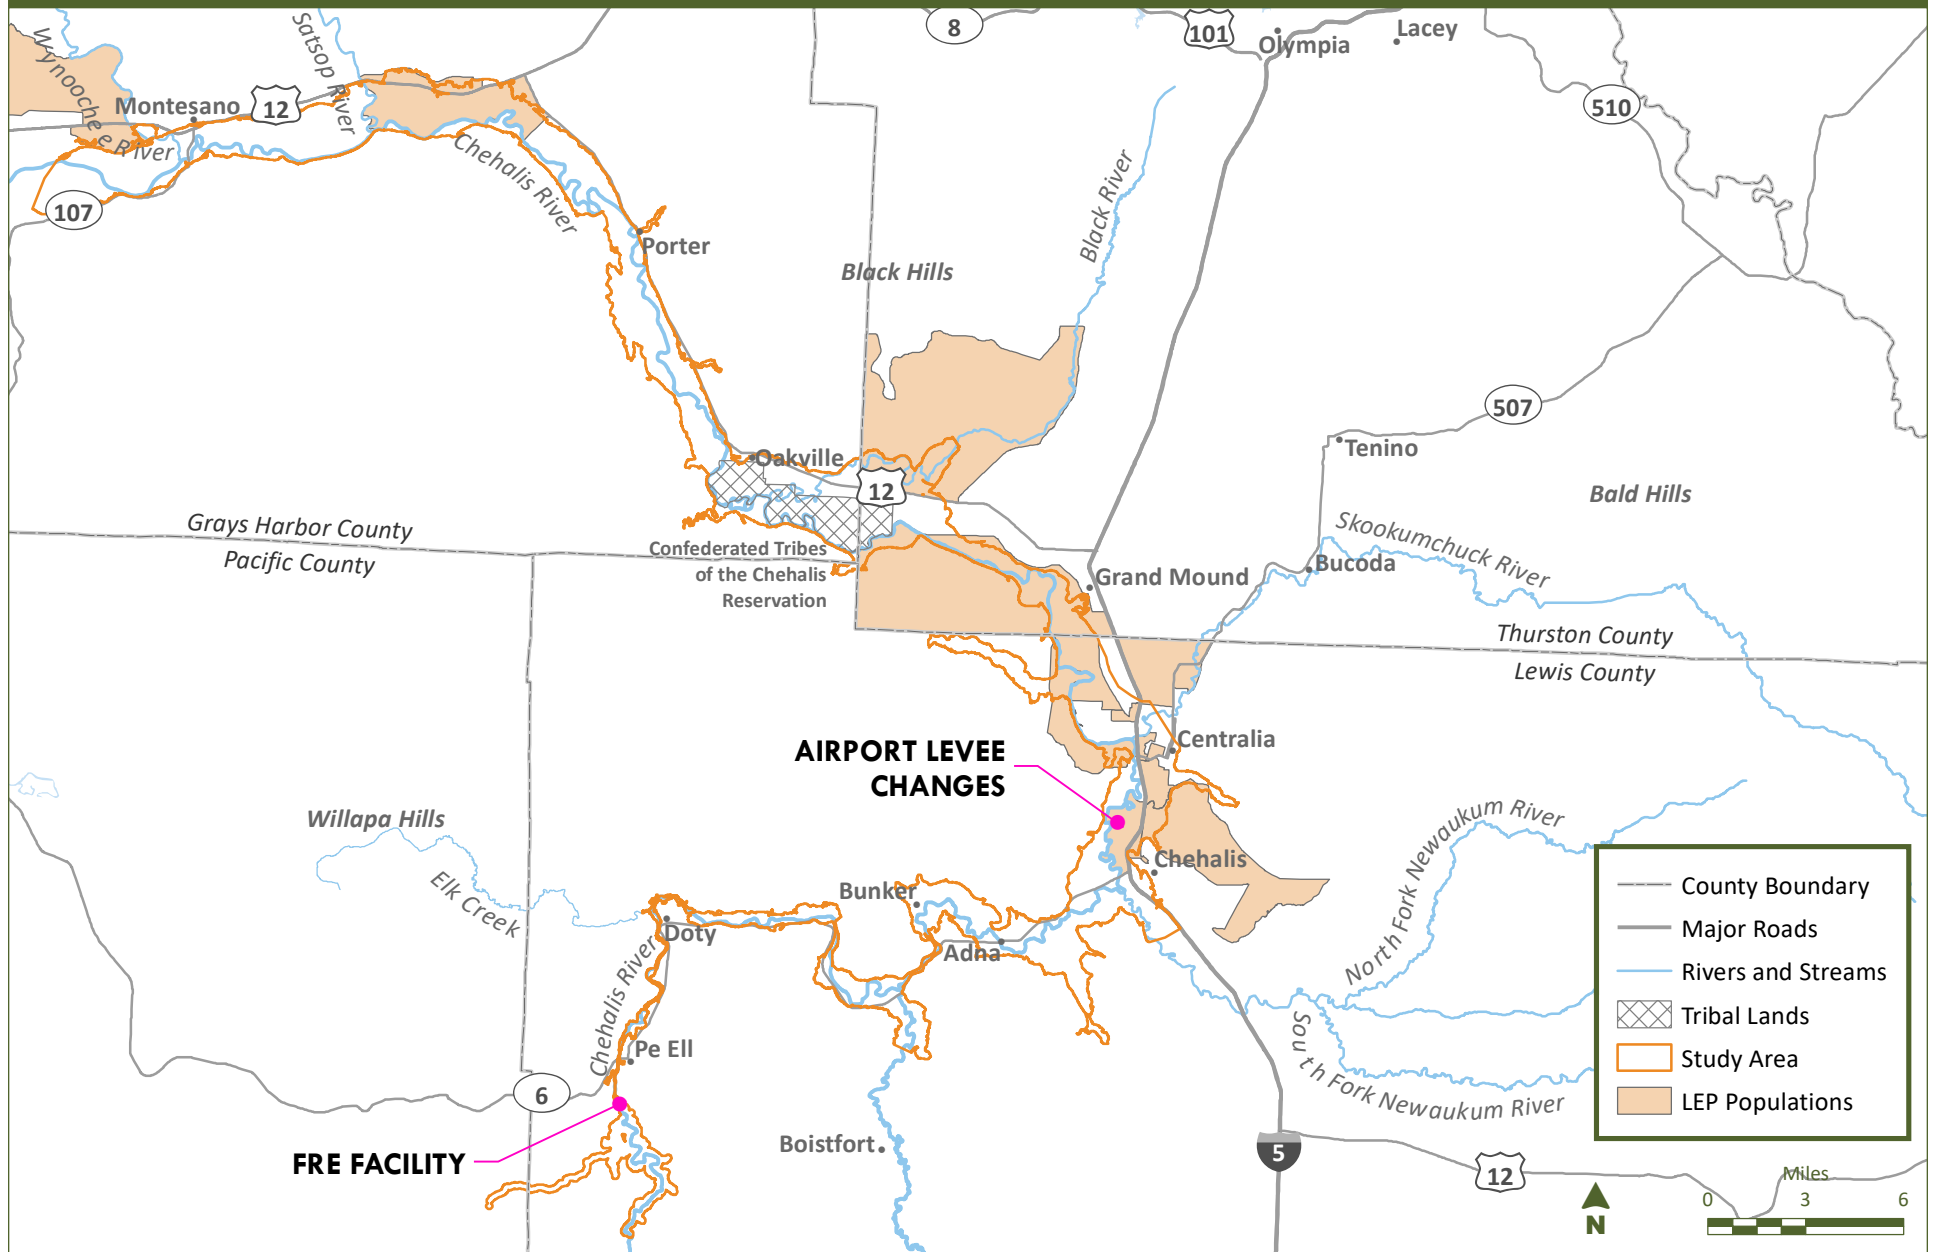 8
101
Olympia
Lacey
Wynoochee River
Satsop River
Montesano
12
510
Chehalis River
107
Black River
Porter
Black Hills
507
Oakville
Tenino
12
Bald Hills
Skookumchuck River
Grays Harbor County
Pacific County
Confederated Tribes
of the Chehalis
Reservation
Grand Mound
Bucoda
Thurston County
Lewis County
AIRPORT LEVEE
CHANGES
Centralia
Willapa Hills
North Fork Newaukum River
Elk Creek
Bunker
Chehalis
Doty
Adna
Chehalis River
Pe Ell
6
South Fork Newaukum River
FRE FACILITY
Boistfort
5
12
County Boundary
Major Roads
Rivers and Streams
Tribal Lands
Study Area
LEP Populations
N
Miles
0 3 6